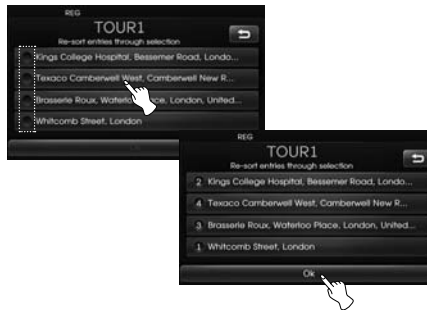 REG
TOUR1
Re-sort entries through selection
Kings College Hospital, Bessemer Road, Londo...
Texaco Camberwell West, Camberwell New R...
Brasserie Roux, Waterloo Place, London, United...
Whitcomb Street, London
REG
TOUR1
Re-sort entries through selection
2 Kings College Hospital, Bessemer Road, Londo...
4 Texaco Camberwell West, Camberwell New R...
3 Brasserie Roux, Waterloo Place, London, United...
1 Whitcomb Street, London
Ok